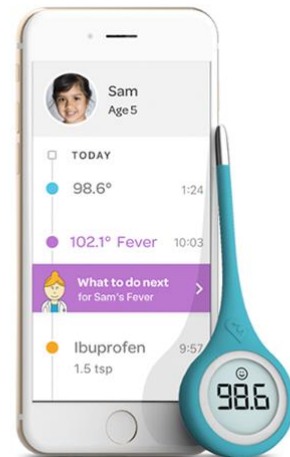 Sam
Age 5
TODAY
98.6° 1:24
102.1° Fever 10:03
What to do next
for Sam's Fever
Ibuprofen 9:57
1.5 tsp
98.6